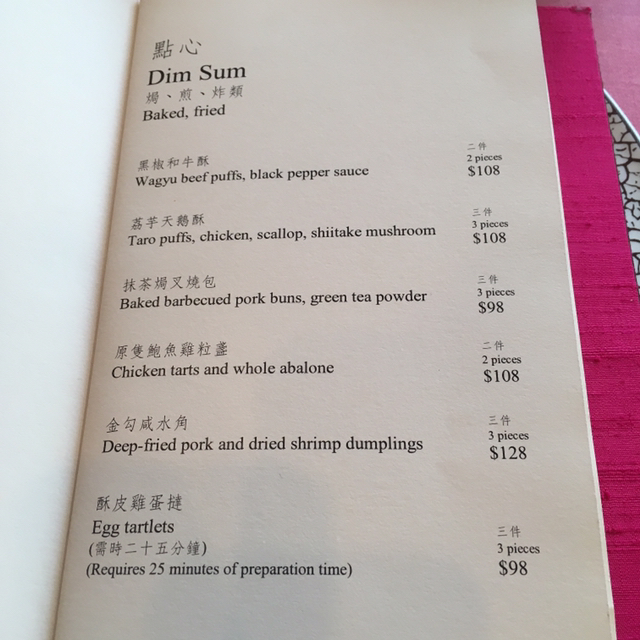 點心
Dim Sum
焗、煎、炸類
Baked, fried
黑椒和牛酥
Wagyu beef puffs, black pepper sauce
二件
2 pieces
$108
荔芋天鵝酥
Taro puffs, chicken, scallop, shiitake mushroom
三件
3 pieces
$108
抹茶焗叉燒包
Baked barbecued pork buns, green tea powder
三件
3 pieces
$98
原隻鮑魚雞粒盞
Chicken tarts and whole abalone
二件
2 pieces
$108
金勾咸水角
Deep-fried pork and dried shrimp dumplings
三件
3 pieces
$128
酥皮雞蛋撻
Egg tartlets
(需時二十五分鐘)
(Requires 25 minutes of preparation time)
三件
3 pieces
$98